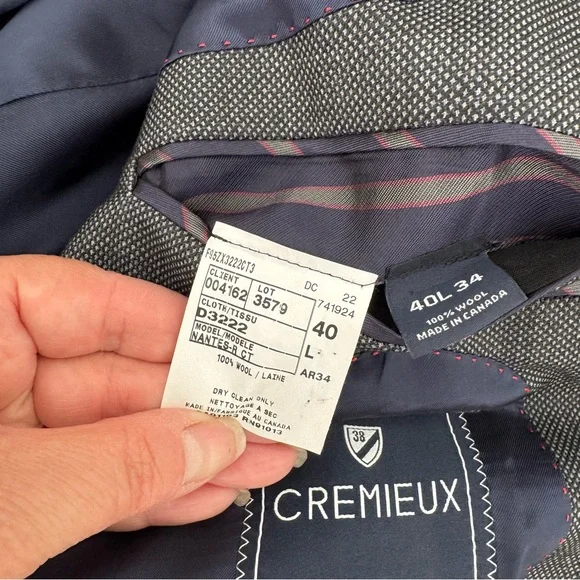 F05ZX3222CT3
CLIENT LOT DC 22
004162 3579 741924
CLOTH/TISSU
D3222 40
MODEL/MODELE L
NANTES-R CT
100% WOOL / LAINE AR34
DRY CLEAN ONLY
NETTOYAGE A SEC
MADE IN/FABRIQUE AU CANADA
RN91013
40L 34
100% WOOL
MADE IN CANADA
38
CREMIEUX